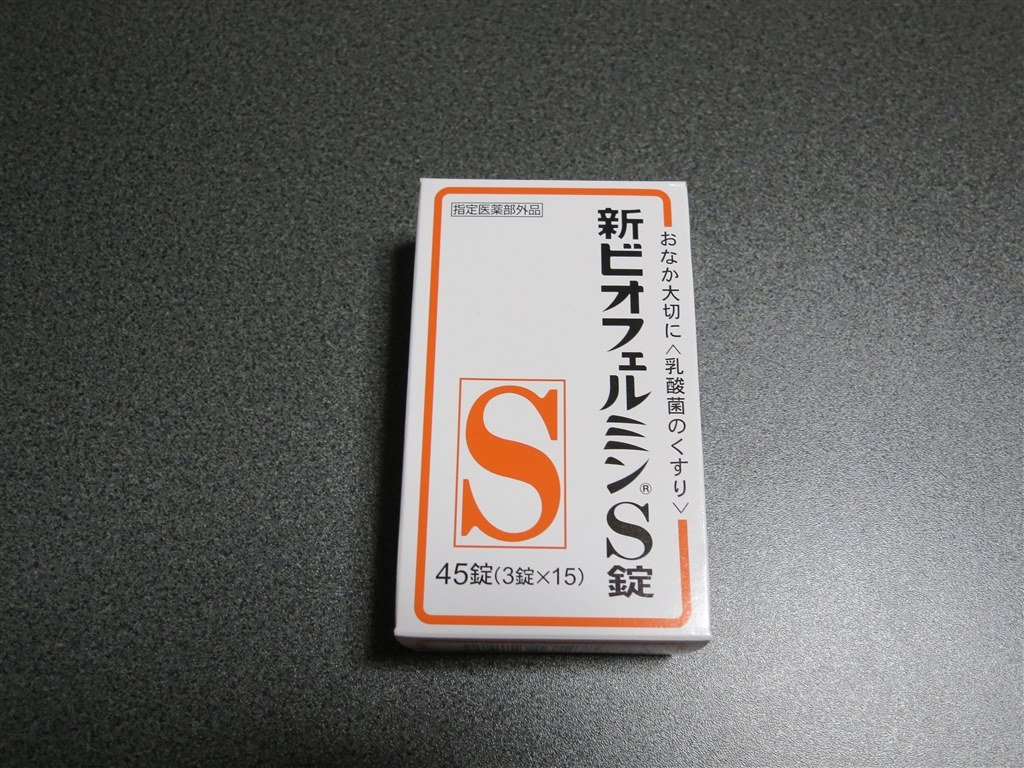 指定医薬部外品
おなか大切に<乳酸菌のくすり>
新ビオフェルミン®S錠
S
45錠(3錠×15)